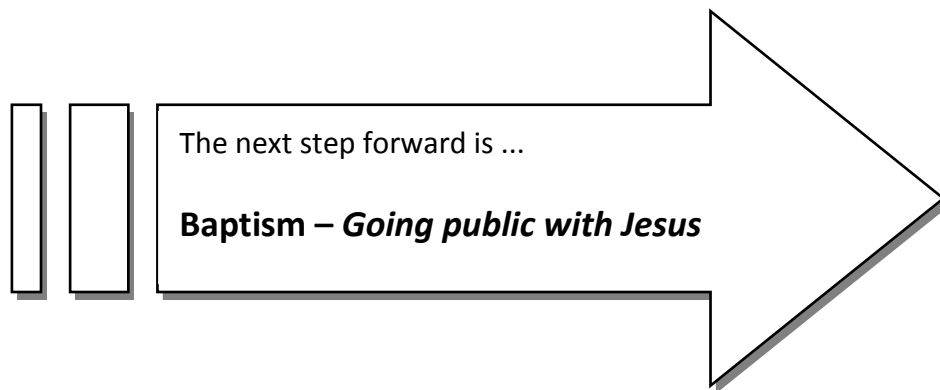 The next step forward is ...
Baptism – Going public with Jesus